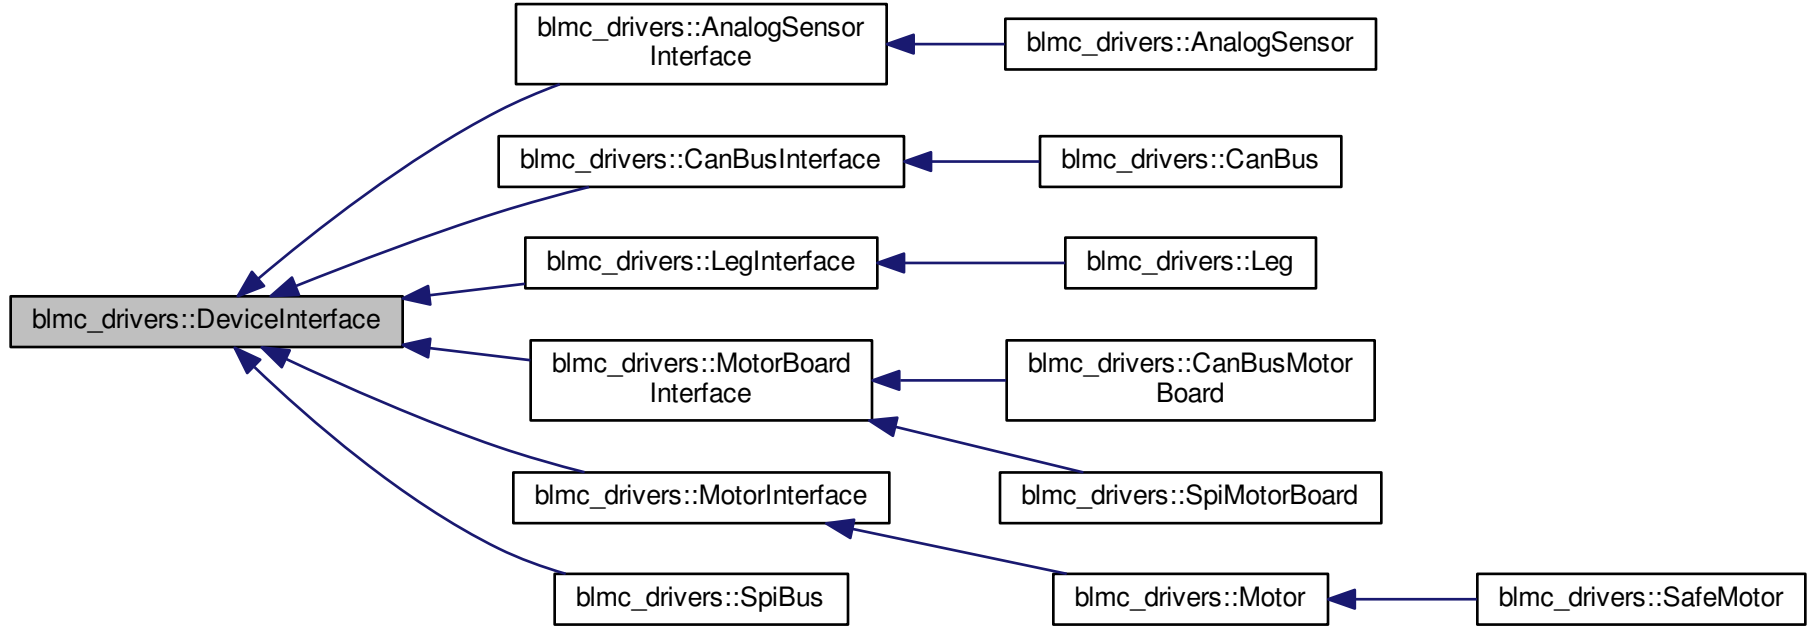 blmc_drivers::AnalogSensor
Interface
blmc_drivers::AnalogSensor
blmc_drivers::CanBusInterface
blmc_drivers::CanBus
blmc_drivers::LegInterface
blmc_drivers::Leg
blmc_drivers::DeviceInterface
blmc_drivers::MotorBoard
Interface
blmc_drivers::CanBusMotor
Board
blmc_drivers::MotorInterface
blmc_drivers::SpiMotorBoard
blmc_drivers::SpiBus
blmc_drivers::Motor
blmc_drivers::SafeMotor